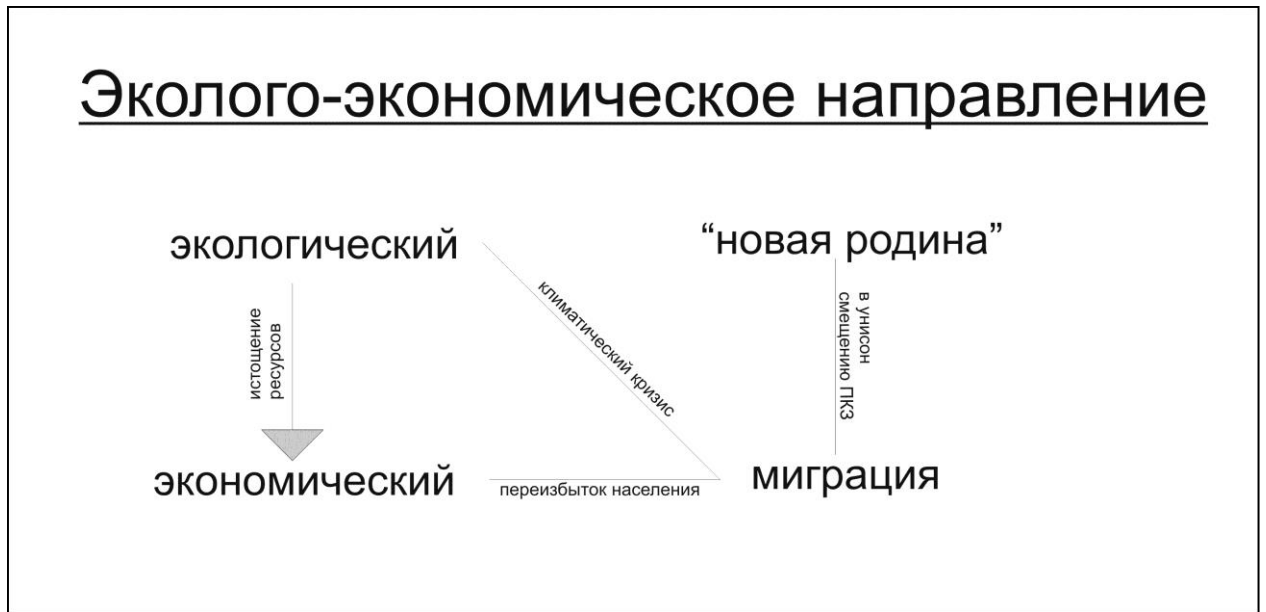 Эколого-экономическое направление
экологический
“новая родина”
истощение
ресурсов
климатический кризис
в унисон
смещению ПКЗ
экономический
переизбыток населения
миграция